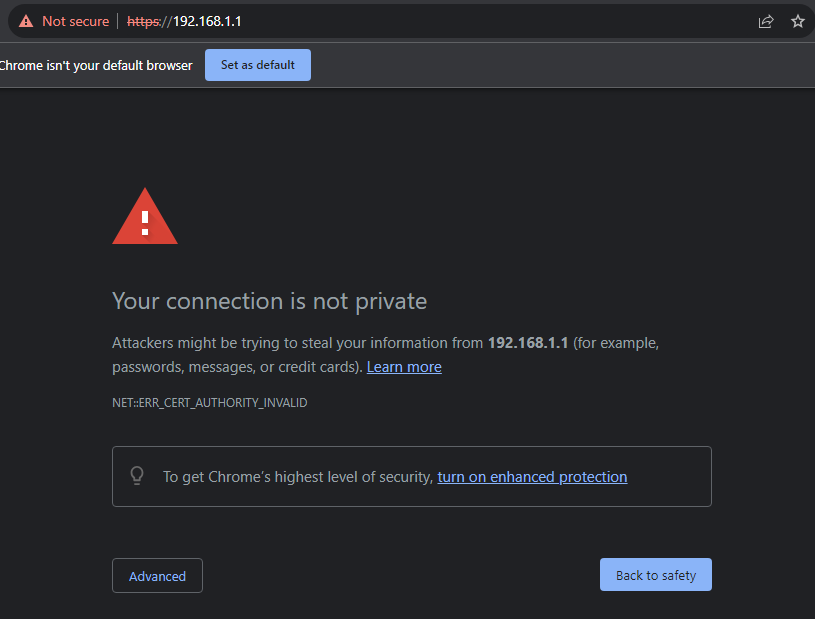 Not secure | https://192.168.1.1
Chrome isn't your default browser Set as default
Your connection is not private
Attackers might be trying to steal your information from 192.168.1.1 (for example,
passwords, messages, or credit cards). Learn more
NET::ERR_CERT_AUTHORITY_INVALID
To get Chrome's highest level of security, turn on enhanced protection
Advanced Back to safety